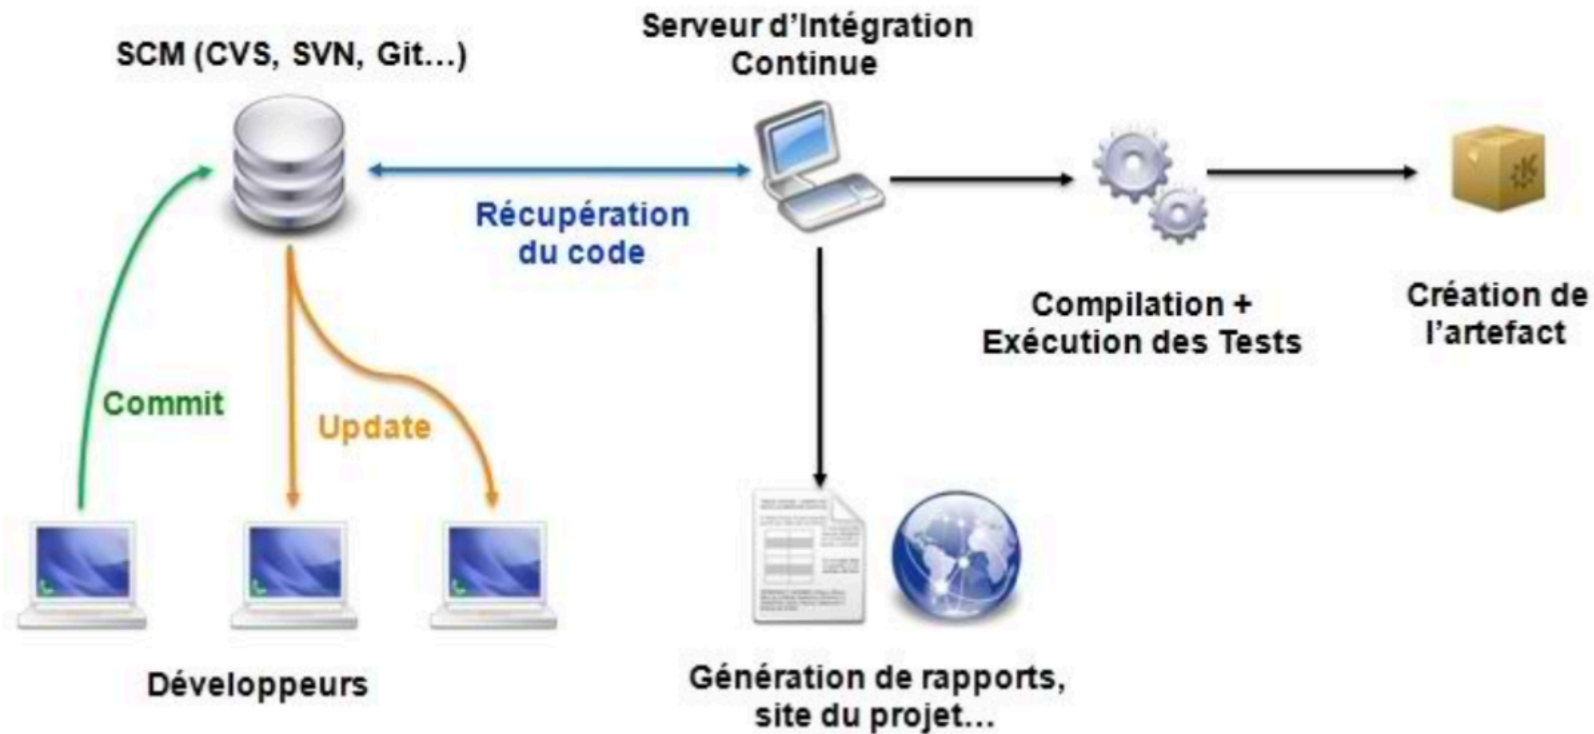 SCM (CVS, SVN, Git...)
Serveur d'Intégration
Continue
Récupération
du code
Compilation +
Exécution des Tests
Création de
l'artefact
Commit
Update
Développeurs
Génération de rapports,
site du projet...